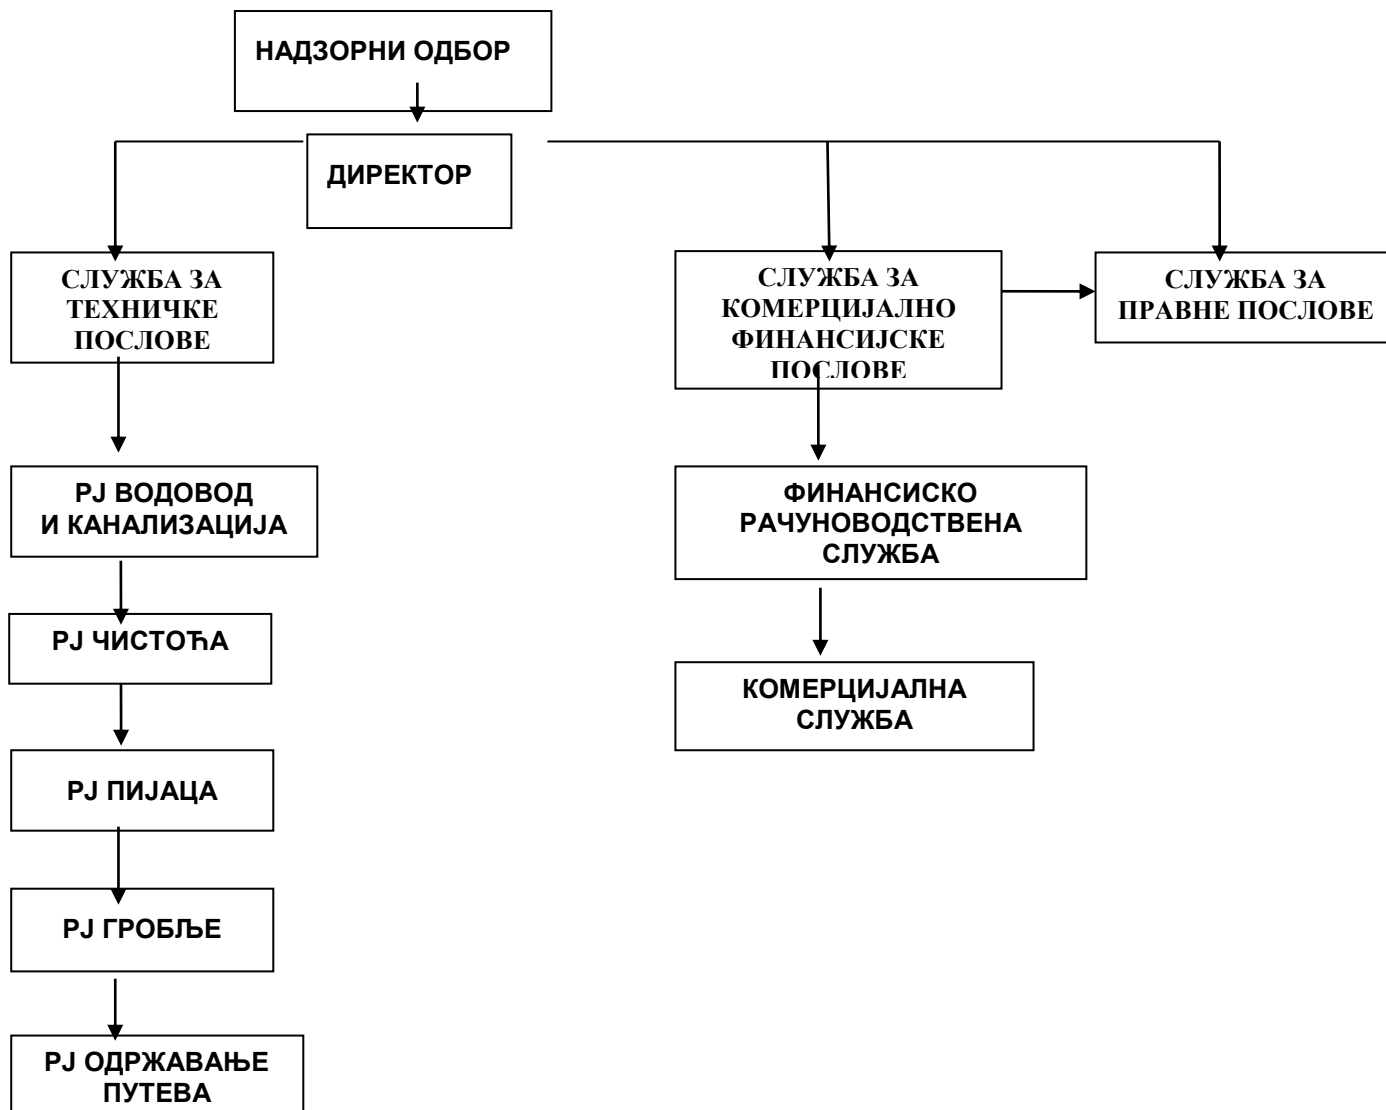 НАДЗОРНИ ОДБОР
ДИРЕКТОР
СЛУЖБА ЗА
ТЕХНИЧКЕ
ПОСЛОВЕ
СЛУЖБА ЗА
КОМЕРЦИЈАЛНО
ФИНАНСИЈСКЕ
ПОСЛОВЕ
СЛУЖБА ЗА
ПРАВНЕ ПОСЛОВЕ
РЈ ВОДОВОД
И КАНАЛИЗАЦИЈА
ФИНАНСИСКО
РАЧУНОВОДСТВЕНА
СЛУЖБА
РЈ ЧИСТОЋА
КОМЕРЦИЈАЛНА
СЛУЖБА
РЈ ПИЈАЦА
РЈ ГРОБЉЕ
РЈ ОДРЖАВАЊЕ
ПУТЕВА